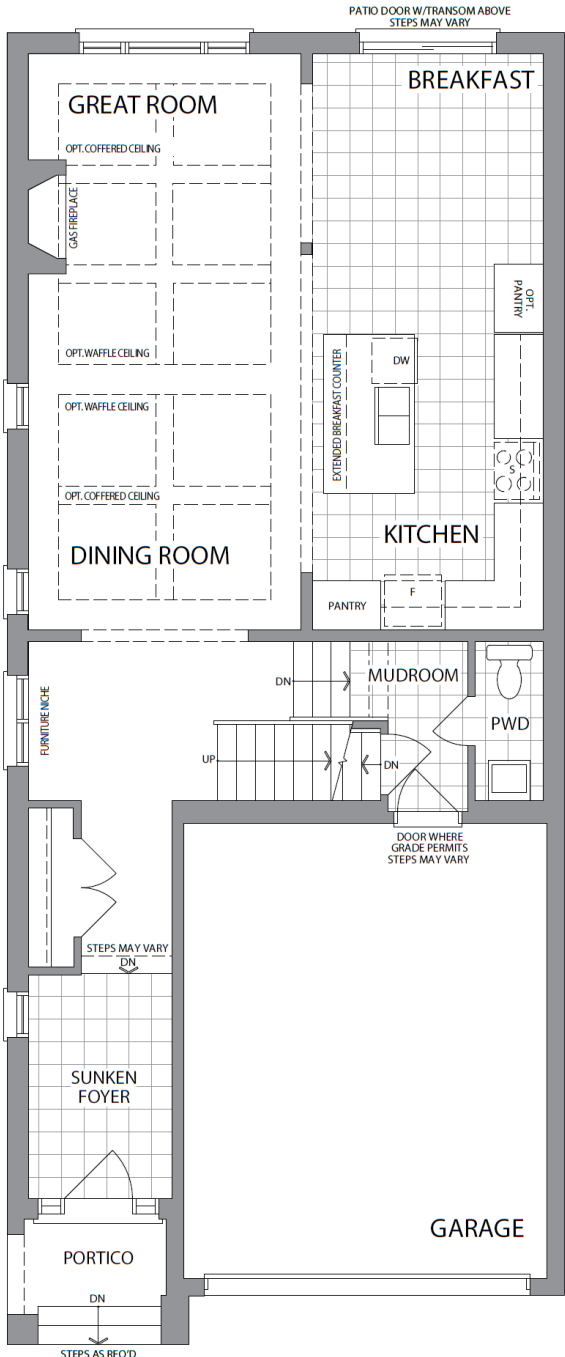 PATIO DOOR W/TRANSOM ABOVE
STEPS MAY VARY
GREAT ROOM
BREAKFAST
OPT. COFFERED CEILING
GAS FIREPLACE
OPT.
PANTRY
OPT. WAFFLE CEILING
EXTENDED BREAKFAST COUNTER
DW
OPT. WAFFLE CEILING
S
OPT. COFFERED CEILING
KITCHEN
DINING ROOM
PANTRY
F
DN
MUDROOM
FURNITURE NICHE
PWD
UP
DN
DOOR WHERE
GRADE PERMITS
STEPS MAY VARY
STEPS MAY VARY
DN
SUNKEN
FOYER
GARAGE
PORTICO
DN
STEPS AS REQ'D